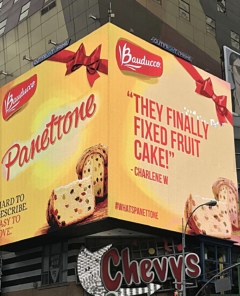 Bauducco
Panettone
HARD TO
DESCRIBE.
EASY TO
LOVE.
Bauducco
"THEY FINALLY
FIXED FRUIT
CAKE!"
- CHARLENE W
#WHATSPANETTONE
Chevys